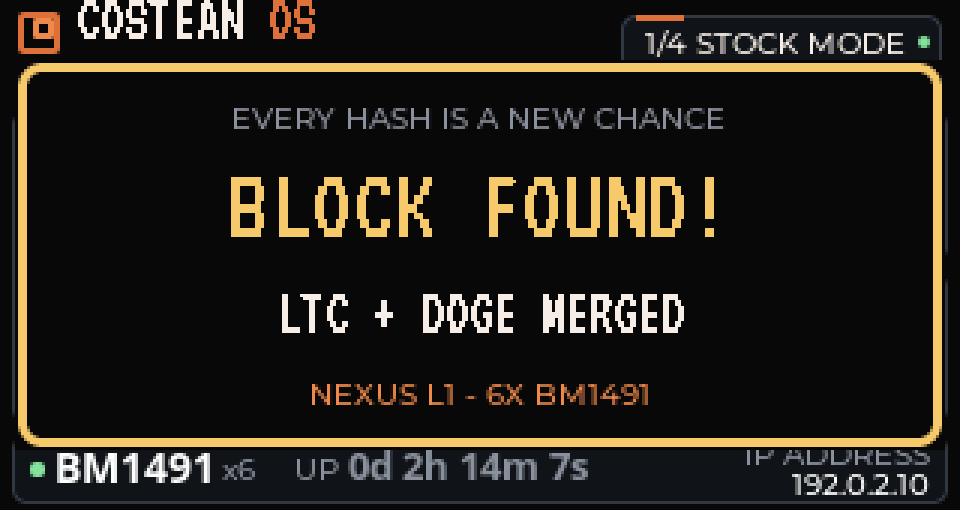 COSTEAN OS
1/4 STOCK MODE
EVERY HASH IS A NEW CHANCE
BLOCK FOUND!
LTC + DOGE MERGED
NEXUS L1 - 6X BM1491
BM1491 x6 UP 0d 2h 14m 7s
IP ADDRESS
192.0.2.10